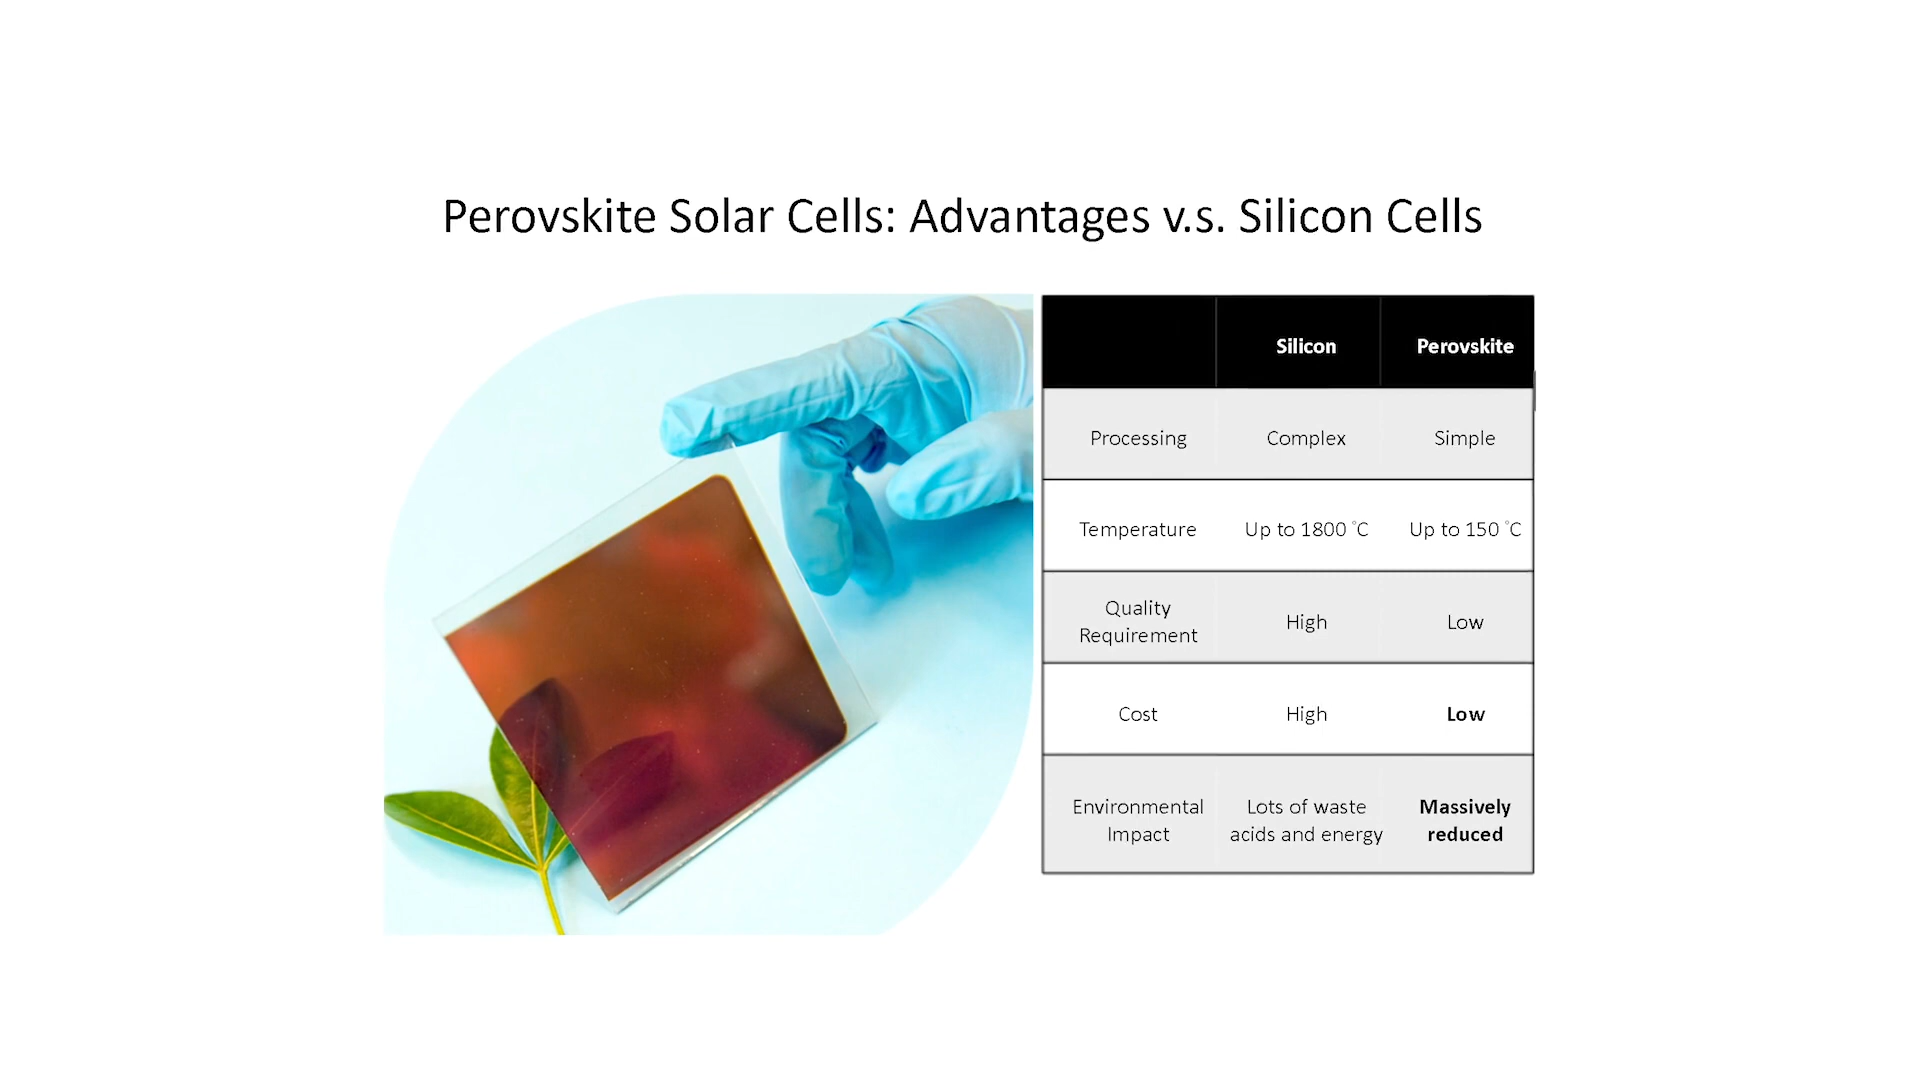 Perovskite Solar Cells: Advantages v.s. Silicon Cells
Silicon Perovskite
Processing Complex Simple
Temperature Up to 1800 °C Up to 150 °C
Quality
Requirement High Low
Cost High Low
Environmental Lots of waste Massively
Impact acids and energy reduced